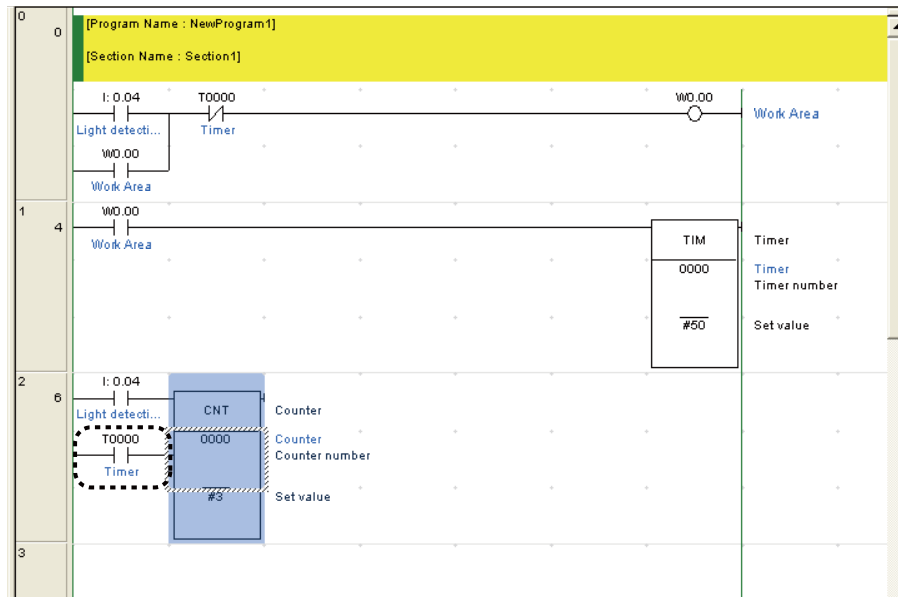 0
0
[Program Name : NewProgram1]
[Section Name : Section1]
I: 0.04 T0000 W0.00
Light detecti... Timer Work Area
W0.00
Work Area
1
4
W0.00
Work Area
TIM Timer
0000 Timer
Timer number
#50 Set value
2
6
I: 0.04
Light detecti...
CNT Counter
T0000 0000 Counter
Counter number
Timer
#3 Set value
3